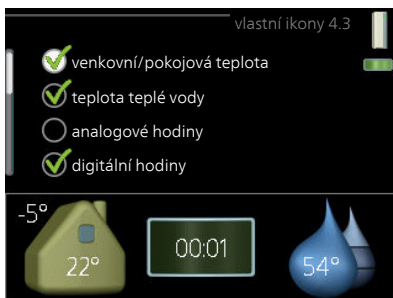 vlastní ikony 4.3
venkovní/pokojová teplota
teplota teplé vody
analogové hodiny
digitální hodiny
-5°
22°
00:01
54°